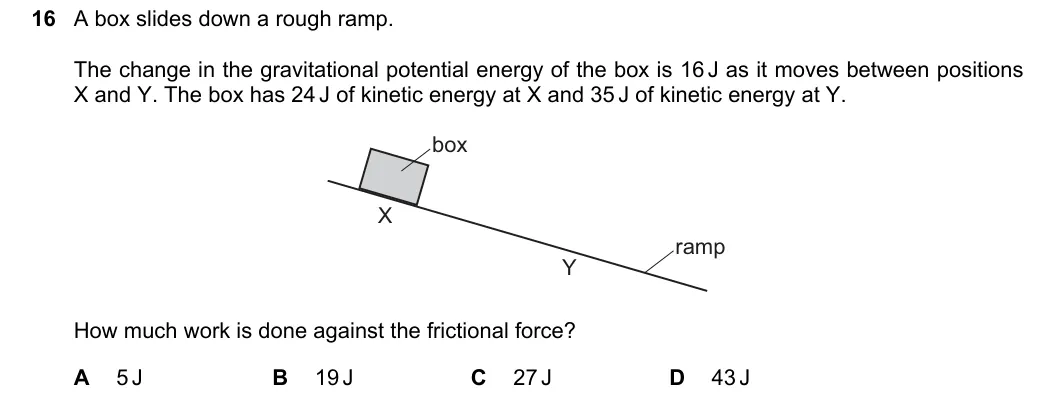 16 A box slides down a rough ramp.
The change in the gravitational potential energy of the box is 16 J as it moves between positions
X and Y. The box has 24 J of kinetic energy at X and 35 J of kinetic energy at Y.
box
X
ramp
Y
How much work is done against the frictional force?
A 5 J B 19 J C 27 J D 43 J